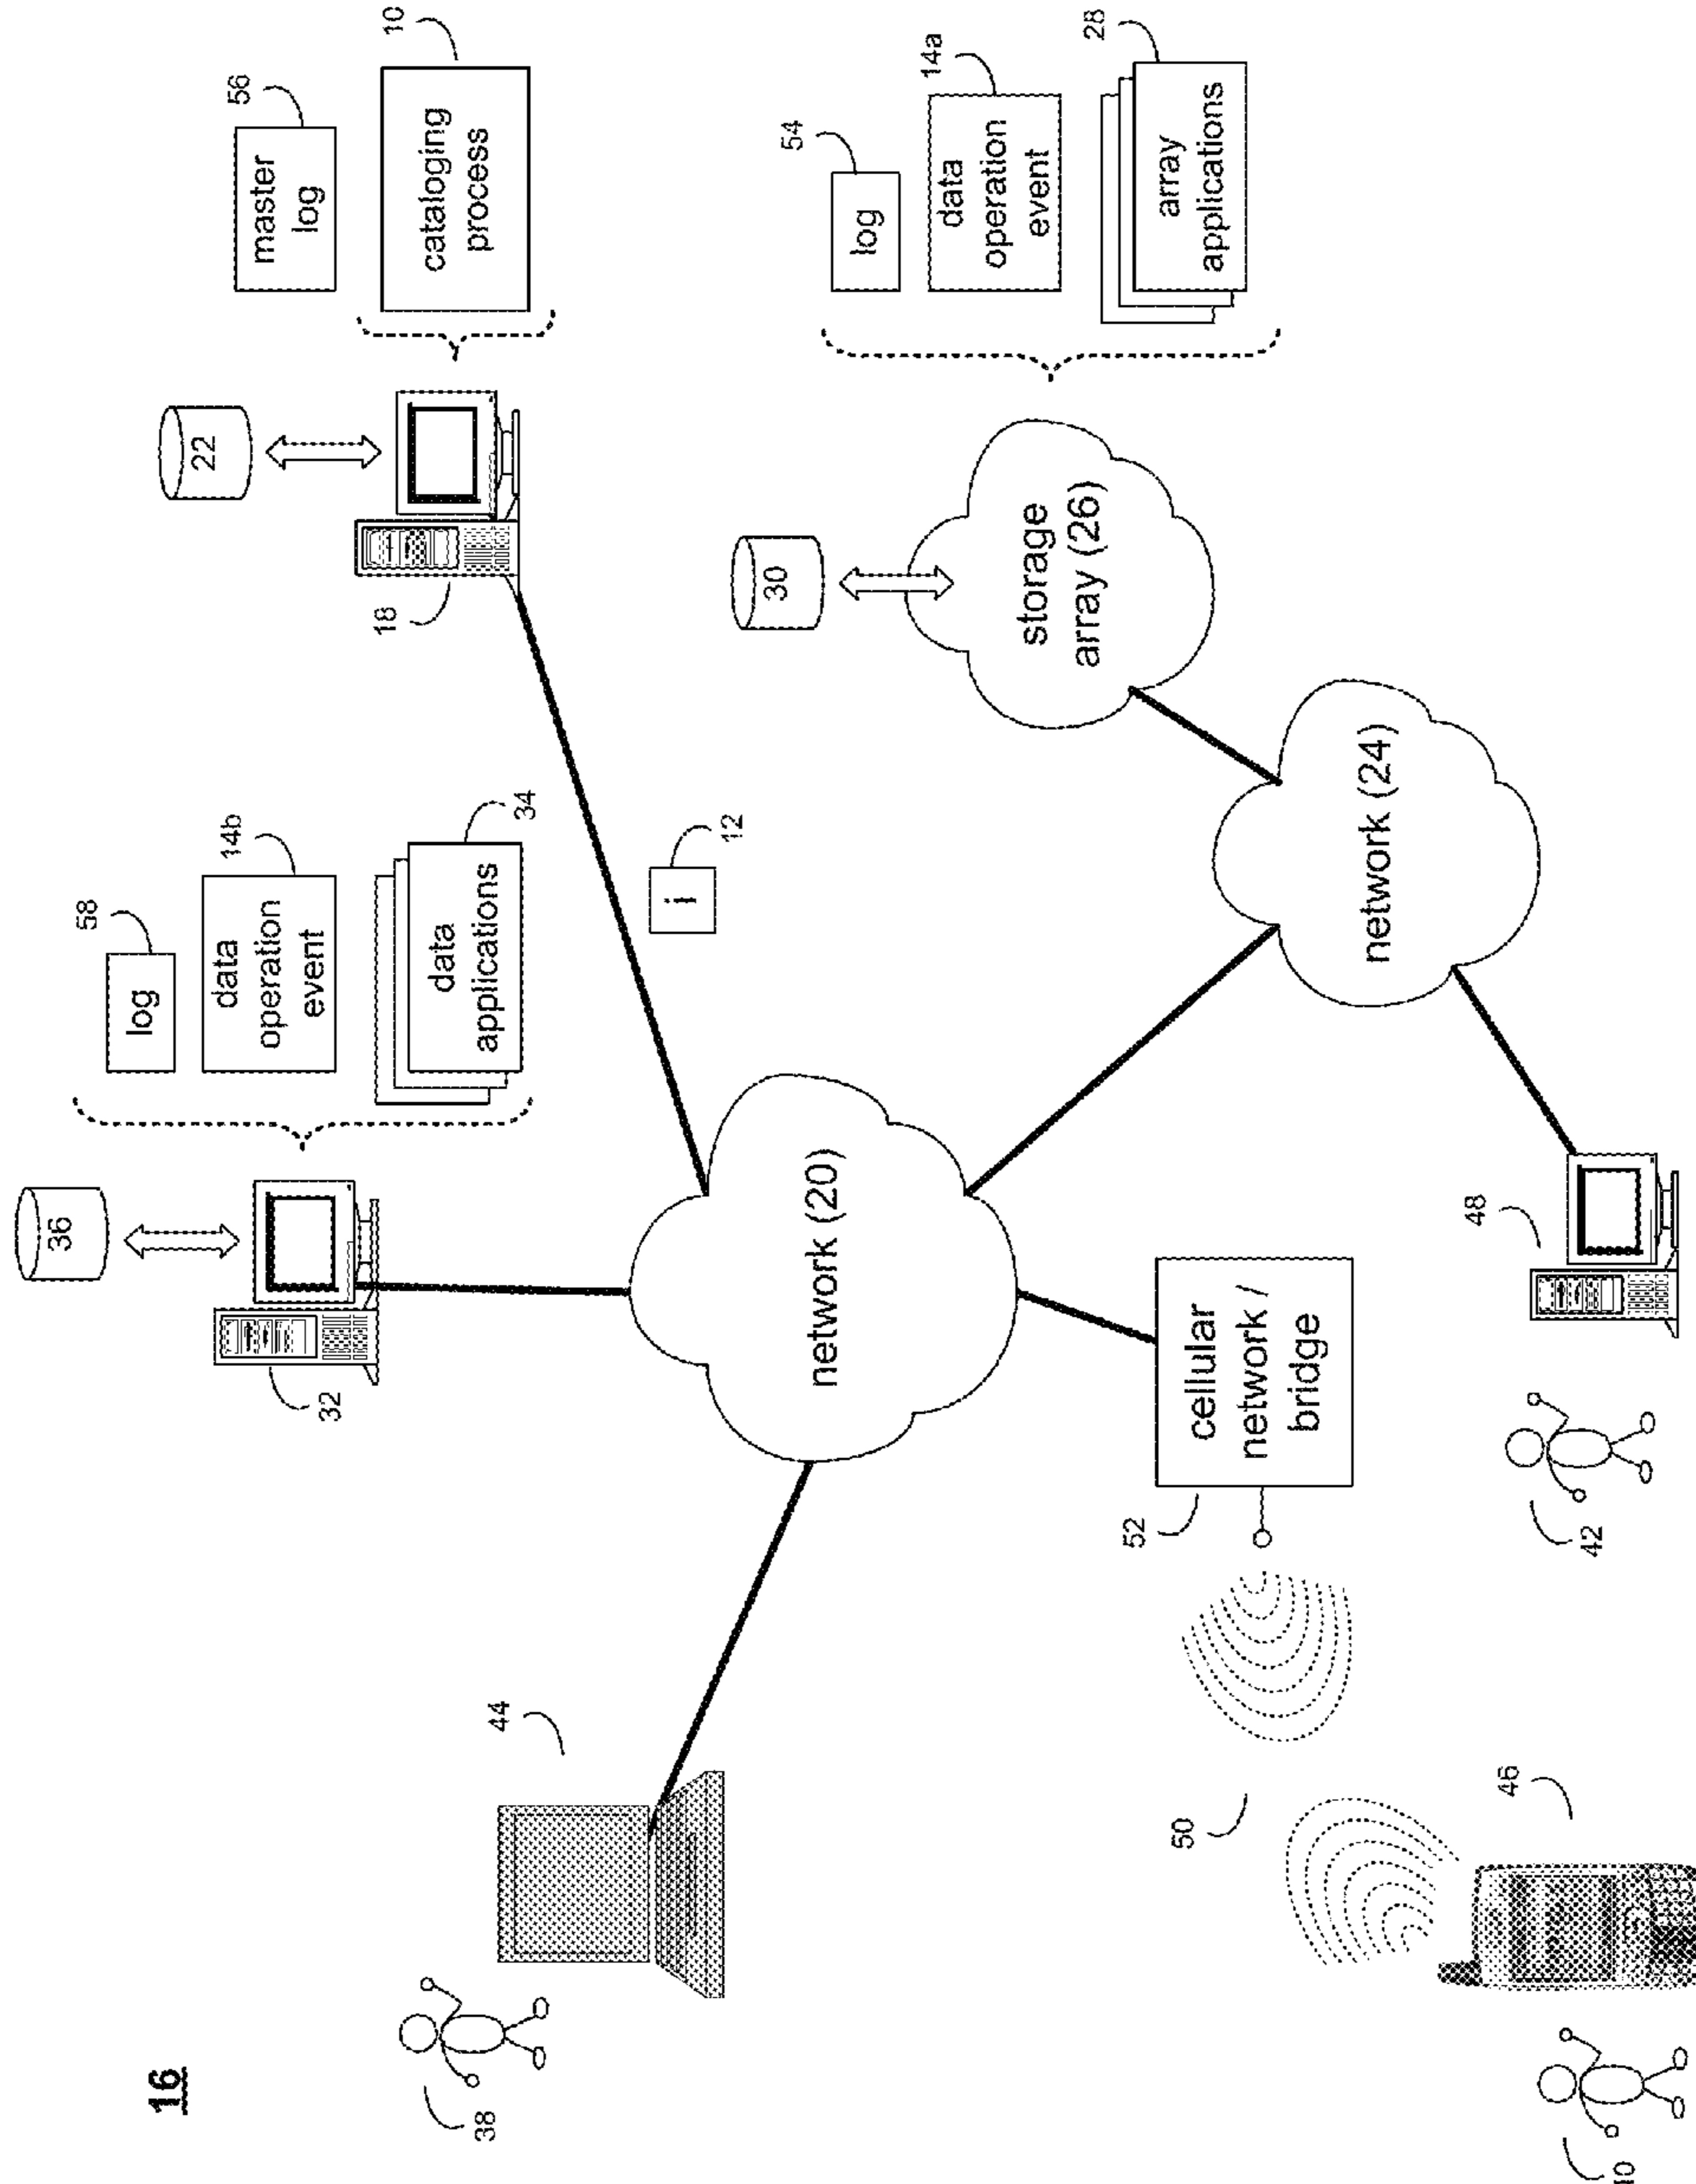 16
36
58
log
14b
data
operation
event
34
data
applications
32
22
56
master
log
10
cataloging
process
18
38
44
12
i
network (20)
30
54
log
14a
data
operation
event
28
array
applications
storage
array (26)
52
cellular
network /
bridge
50
network (24)
48
46
42